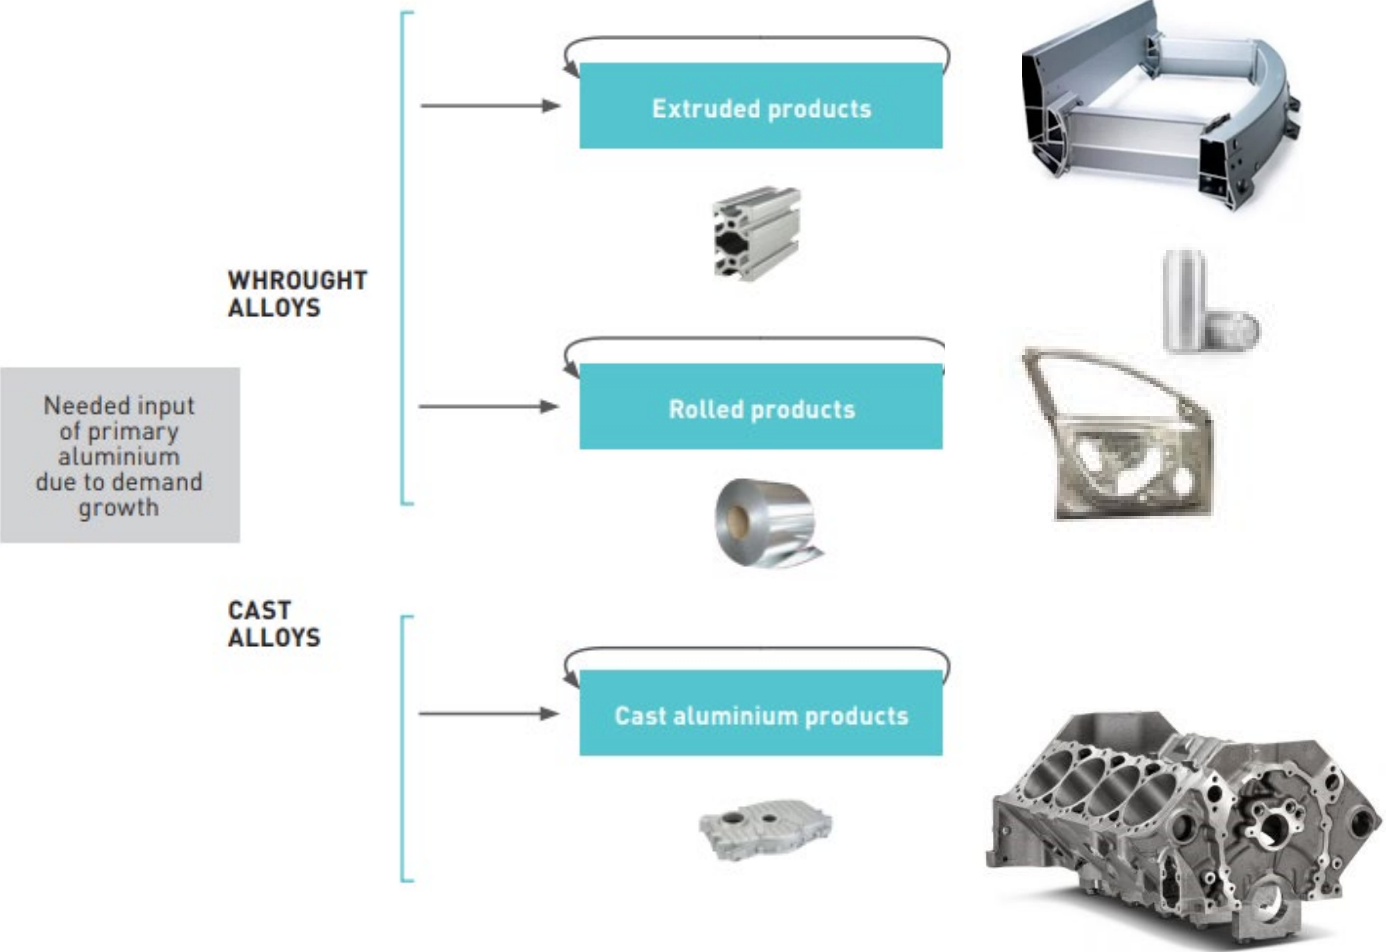 Extruded products
WHROUGHT
ALLOYS
Needed input
of primary
aluminium
due to demand
growth
Rolled products
CAST
ALLOYS
Cast aluminium products